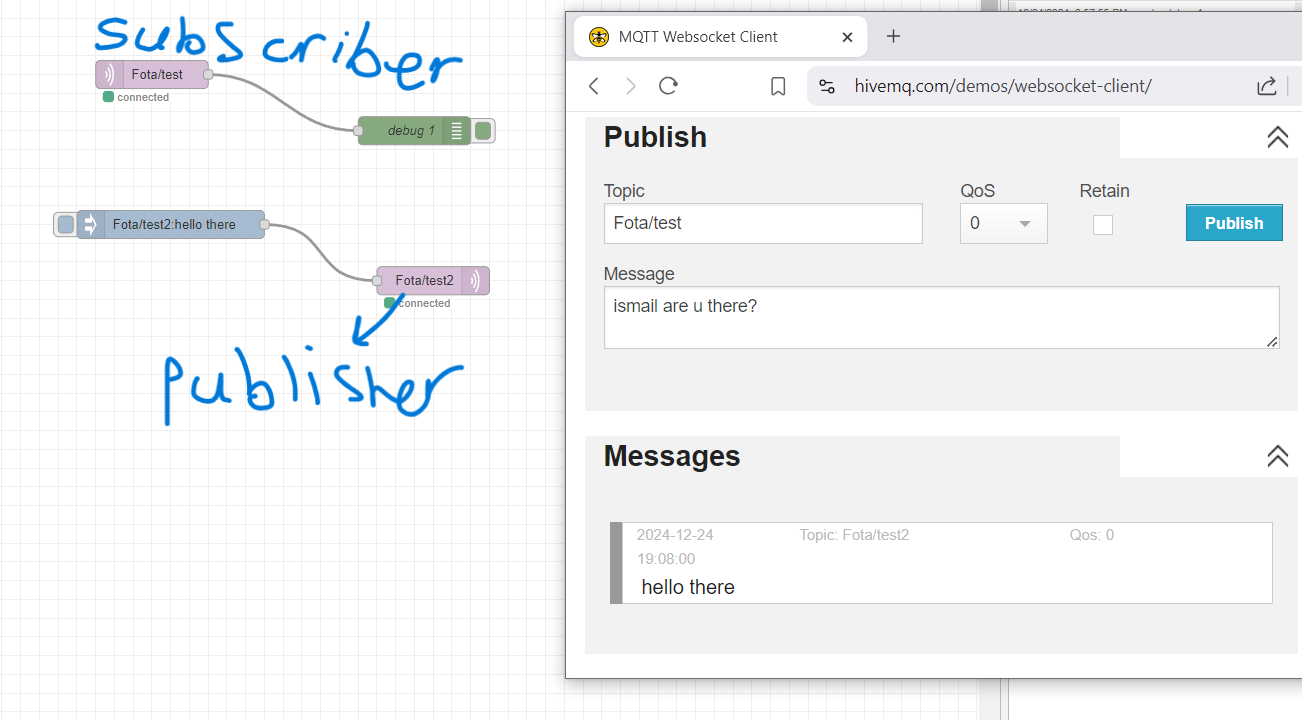 subscriber
Fota/test
connected
debug 1
Fota/test2:hello there
Fota/test2
connected
publisher
MQTT Websocket Client
hivemq.com/demos/websocket-client/
Publish
Topic
QoS
Retain
Fota/test
0
Publish
Message
ismail are u there?
Messages
2024-12-24
19:08:00
Topic: Fota/test2
Qos: 0
hello there